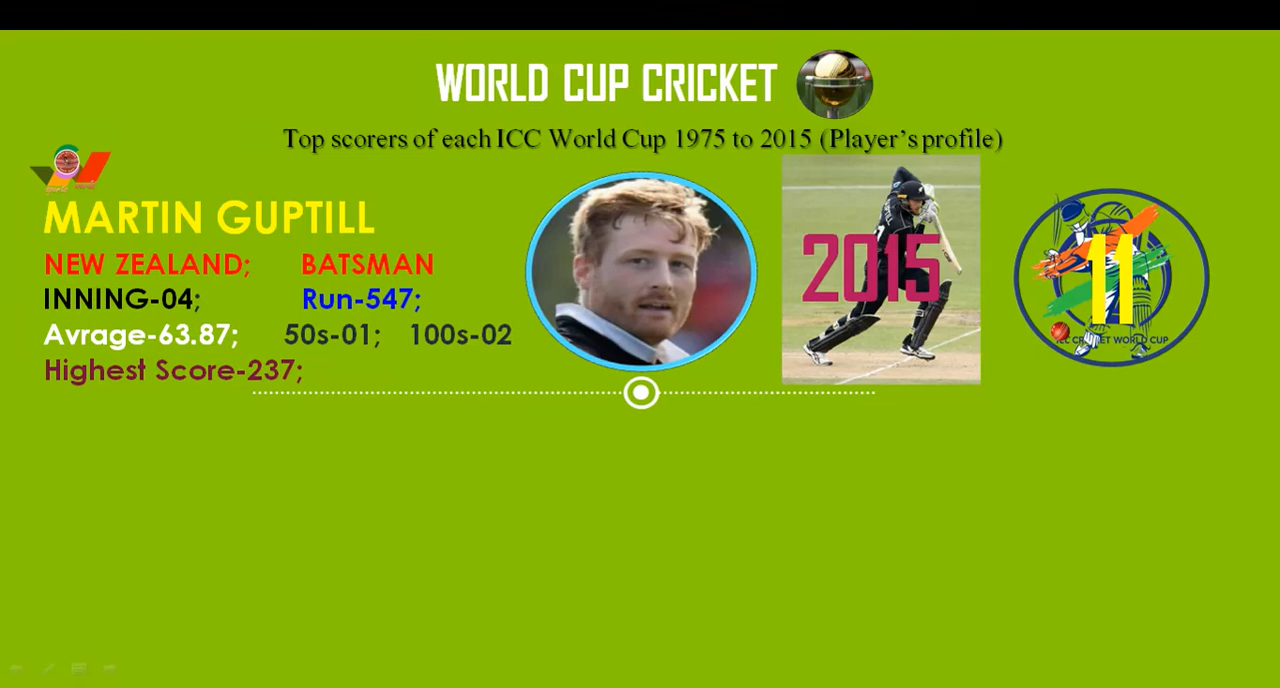 WORLD CUP CRICKET
Top scorers of each ICC World Cup 1975 to 2015 (Player's profile)
MARTIN GUPTILL
NEW ZEALAND; BATSMAN
INNING-04; Run-547;
Avrage-63.87; 50s-01; 100s-02
Highest Score-237;
2015
11